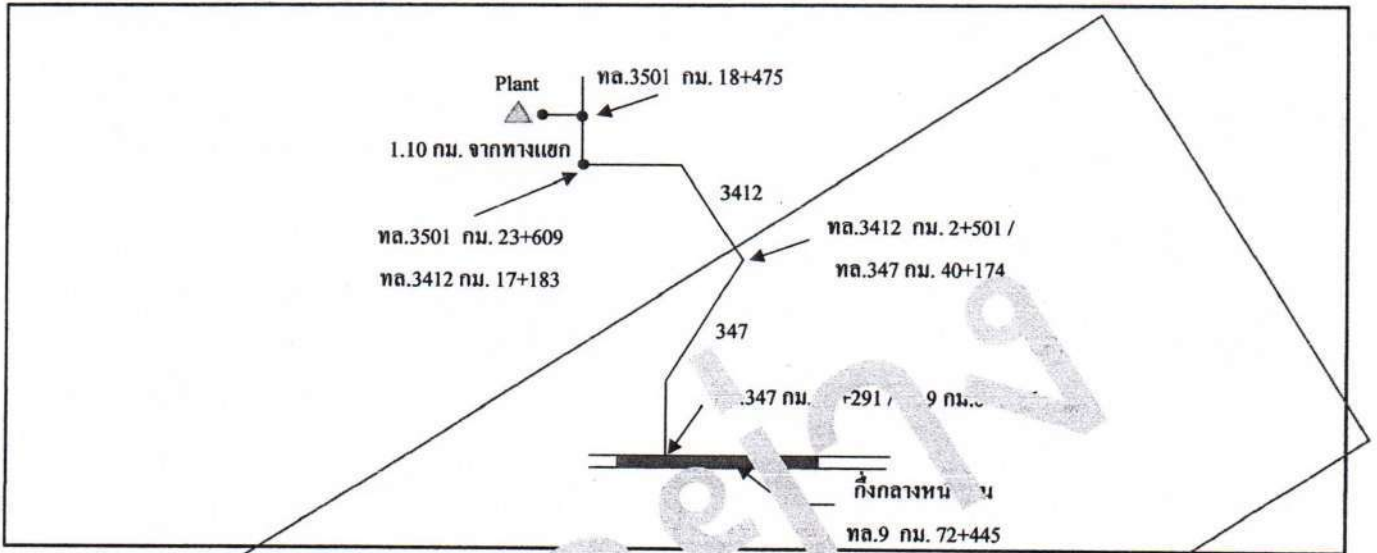 Plant
ทล.3501 กม. 18+475
1.10 กม. จากทางแยก
3412
ทล.3501 กม. 23+609
ทล.3412 กม. 17+183
ทล.3412 กม. 2+501 /
ทล.347 กม. 40+174
347
.347 กม. +291 / 9 กม.
กึ่งกลางหน
ทล.9 กม. 72+445